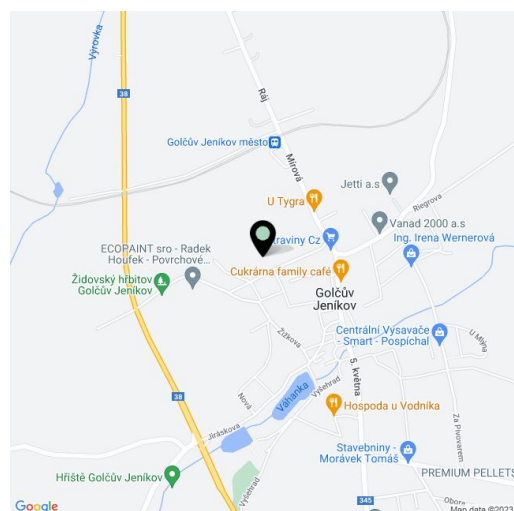 Výrovka
38
Ráj
Golčův Jeníkov město
Mírová
Jetti a.s
U Tygra
Riegrova
Vanad 2000 a.s
traviny Cz
Ing. Irena Wernerová
ECOPAINT sro - Radek
Houfek - Povrchové...
Cukrárna family café
Židovský hřbitov
Golčův Jeníkov
Golčův
Jeníkov
Žižkova
Centrální Vysavače
- Smart - Pospíchal
U Mlýna
5. května
Nová
Váhanka
Vyšehrad
38
Hospoda u Vodníka
Jiráskova
Za Pivovarem
Stavebniny -
Morávek Tomáš
Hřiště Golčův Jeníkov
PREMIUM PELLETS
Vyšehrad
345
Obora
Google
Map data ©2023